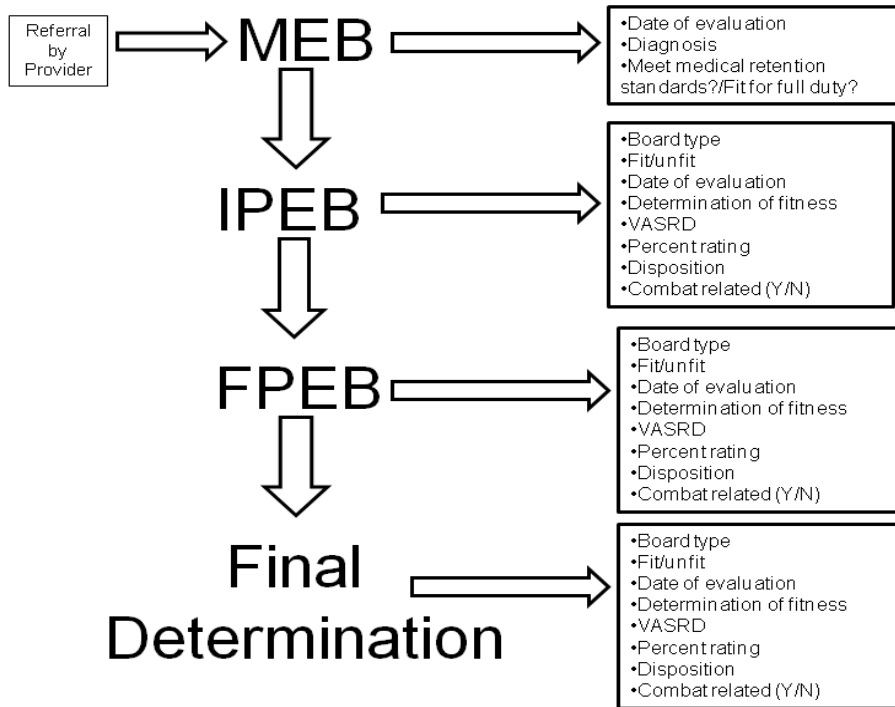 Referral
by
Provider
MEB
•Date of evaluation
•Diagnosis
•Meet medical retention
standards?/Fit for full duty?
IPEB
•Board type
•Fit/unfit
•Date of evaluation
•Determination of fitness
•VASRD
•Percent rating
•Disposition
•Combat related (Y/N)
FPEB
•Board type
•Fit/unfit
•Date of evaluation
•Determination of fitness
•VASRD
•Percent rating
•Disposition
•Combat related (Y/N)
Final
Determination
•Board type
•Fit/unfit
•Date of evaluation
•Determination of fitness
•VASRD
•Percent rating
•Disposition
•Combat related (Y/N)